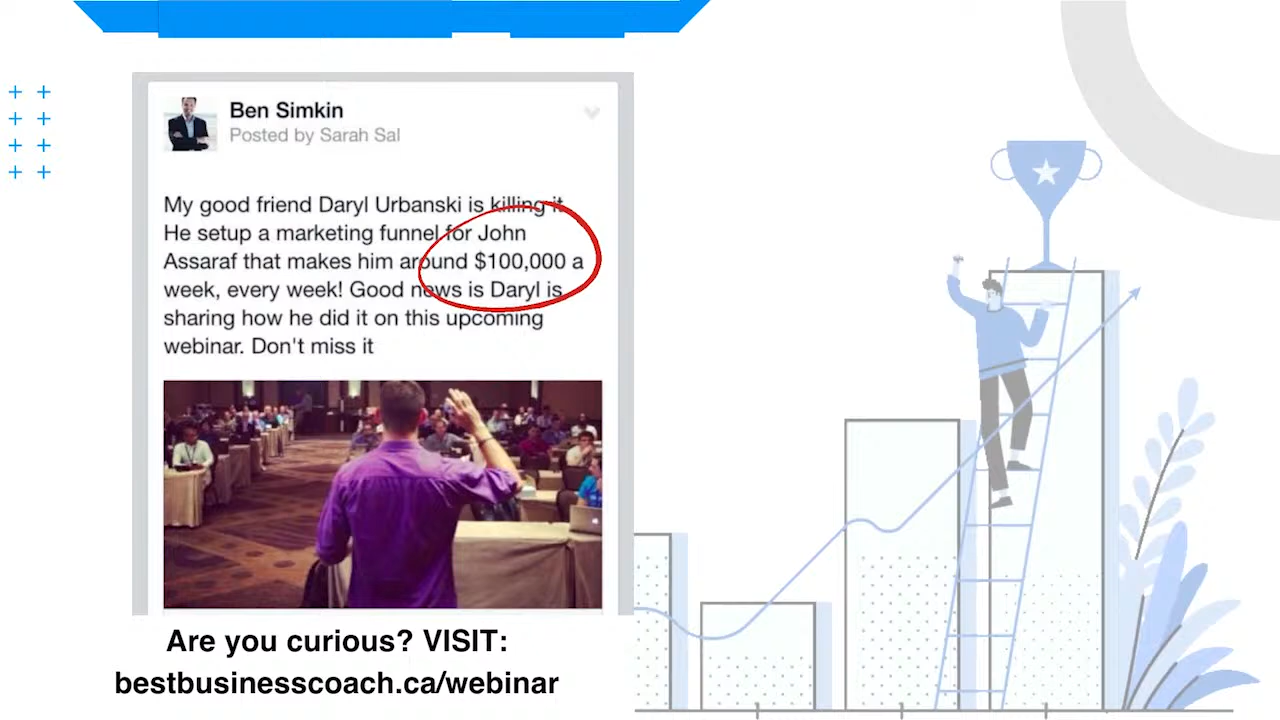 Ben Simkin
Posted by Sarah Sal
My good friend Daryl Urbanski is killing it.
He setup a marketing funnel for John
Assaraf that makes him around $100,000 a
week, every week! Good news is Daryl is
sharing how he did it on this upcoming
webinar. Don't miss it
Are you curious? VISIT:
bestbusinesscoach.ca/webinar